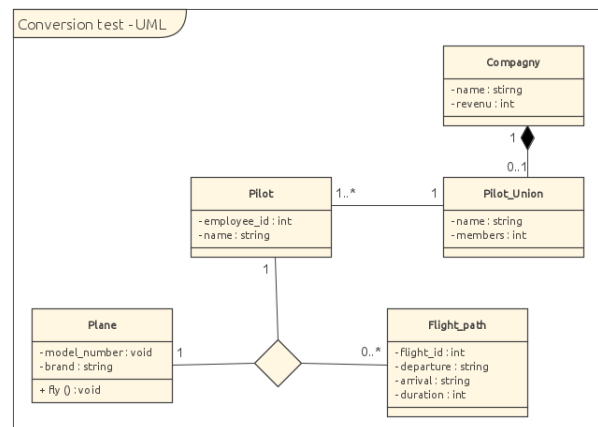 Conversion test - UML
Compagny
- name : stirng
- revenu : int
1
0..1
Pilot
- employee_id : int
- name : string
1..*
1
Pilot_Union
- name : string
- members : int
1
Plane
- model_number : void
- brand : string
+ fly () : void
1
0..*
Flight_path
- flight_id : int
- departure : string
- arrival : string
- duration : int